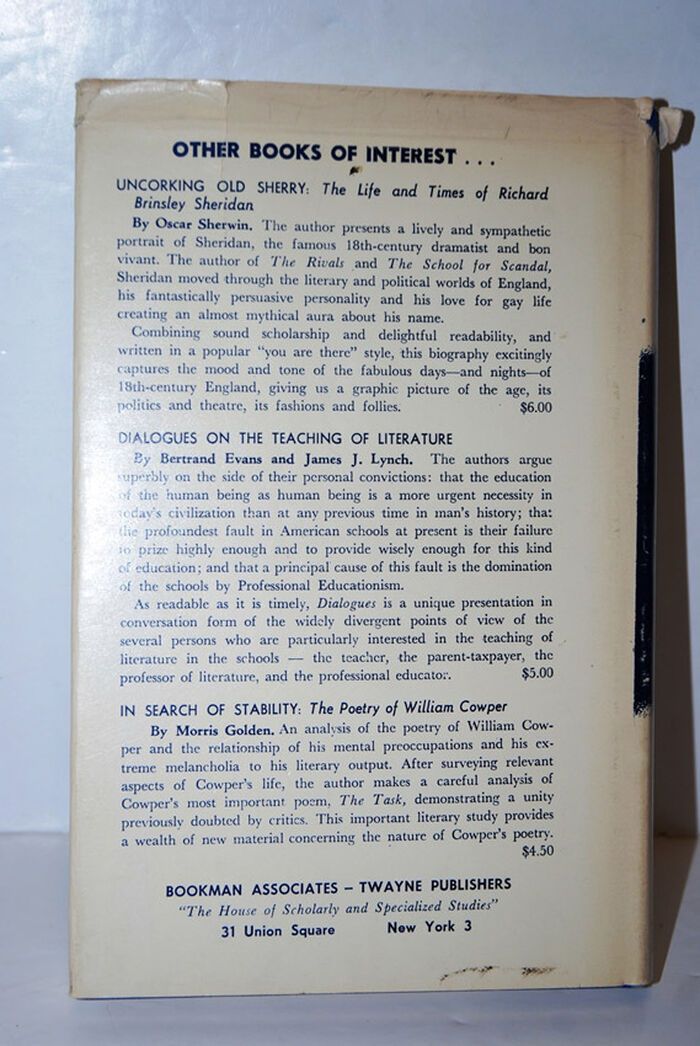 OTHER BOOKS OF INTEREST . . .
UNCORKING OLD SHERRY: The Life and Times of Richard
Brinsley Sheridan
By Oscar Sherwin. The author presents a lively and sympathetic
portrait of Sheridan, the famous 18th-century dramatist and bon
vivant. The author of The Rivals and The School for Scandal,
Sheridan moved through the literary and political worlds of England,
his fantastically persuasive personality and his love for gay life
creating an almost mythical aura about his name.
Combining sound scholarship and delightful readability, and
written in a popular "you are there" style, this biography excitingly
captures the mood and tone of the fabulous days—and nights—of
18th-century England, giving us a graphic picture of the age, its
politics and theatre, its fashions and follies. $6.00
DIALOGUES ON THE TEACHING OF LITERATURE
By Bertrand Evans and James J. Lynch. The authors argue
superbly on the side of their personal convictions: that the education
of the human being as human being is a more urgent necessity in
today's civilization than at any previous time in man's history; that
the profoundest fault in American schools at present is their failure
to prize highly enough and to provide wisely enough for this kind
of education; and that a principal cause of this fault is the domination
of the schools by Professional Educationism.
As readable as it is timely, Dialogues is a unique presentation in
conversation form of the widely divergent points of view of the
several persons who are particularly interested in the teaching of
literature in the schools — the teacher, the parent-taxpayer, the
professor of literature, and the professional educator. $5.00
IN SEARCH OF STABILITY: The Poetry of William Cowper
By Morris Golden. An analysis of the poetry of William Cow-
per and the relationship of his mental preoccupations and his ex-
treme melancholia to his literary output. After surveying relevant
aspects of Cowper's life, the author makes a careful analysis of
Cowper's most important poem, The Task, demonstrating a unity
previously doubted by critics. This important literary study provides
a wealth of new material concerning the nature of Cowper's poetry.
$4.50
BOOKMAN ASSOCIATES – TWAYNE PUBLISHERS
"The House of Scholarly and Specialized Studies"
31 Union Square New York 3